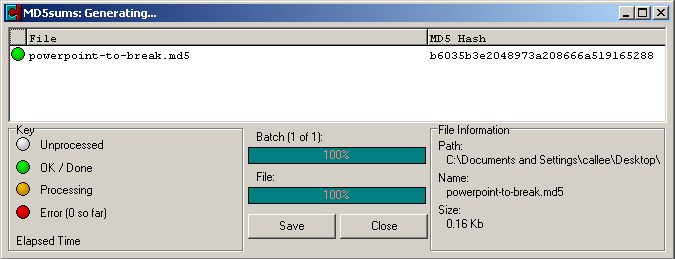 MD5sums: Generating...
File MD5 Hash
powerpoint-to-break.md5 b6035b3e2048973a208666a519165288
Key
Unprocessed
OK / Done
Processing
Error (0 so far)
Elapsed Time
Batch (1 of 1):
100%
File:
100%
Save Close
File Information
Path:
C:\Documents and Settings\callee\Desktop\
Name:
powerpoint-to-break.md5
Size:
0.16 Kb